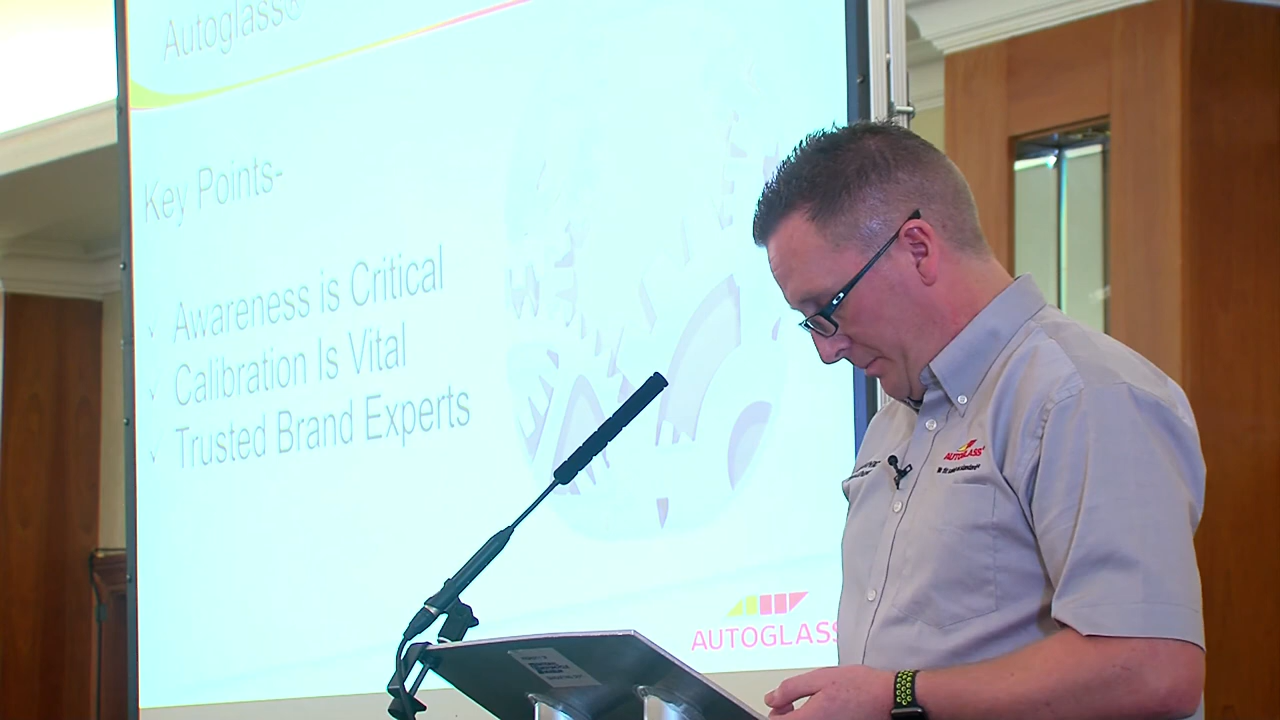 Autoglass®
Key Points-
Awareness is Critical
Calibration Is Vital
Trusted Brand Experts
AUTOGLASS
AUTOGLASS